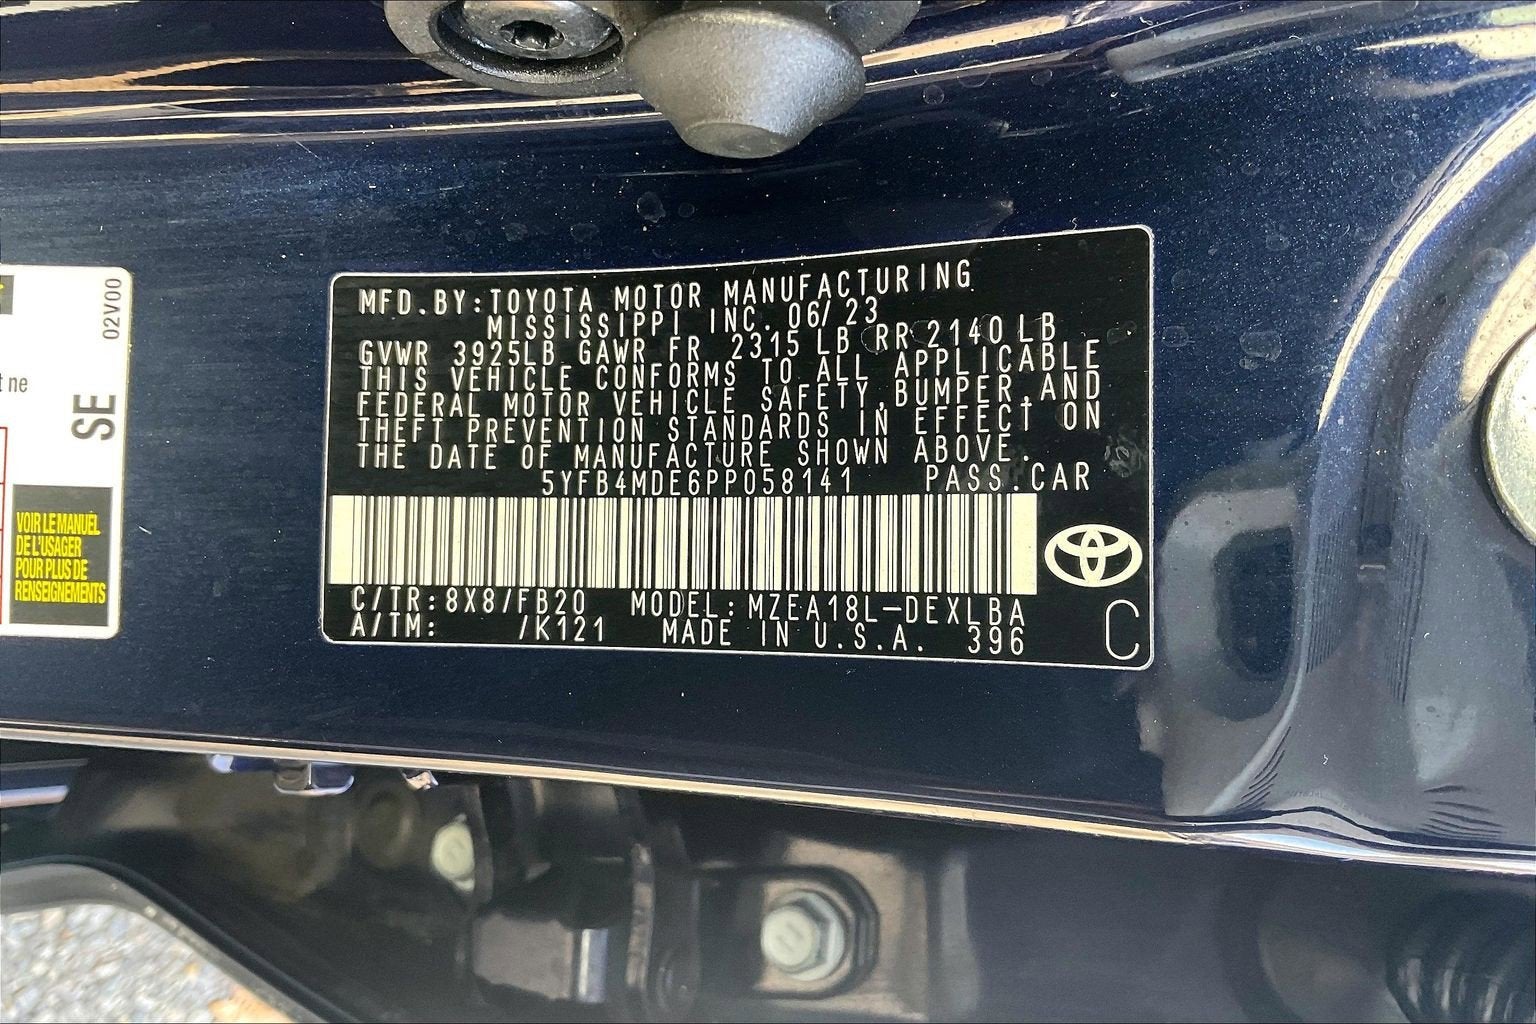 MFD.BY:TOYOTA MOTOR MANUFACTURING
MISSISSIPPI INC. 06/23
GVWR 3925LB GAWR FR 2315 LB RR 2140 LB
THIS VEHICLE CONFORMS TO ALL APPLICABLE
FEDERAL MOTOR VEHICLE SAFETY,BUMPER,AND
THEFT PREVENTION STANDARDS IN EFFECT ON
THE DATE OF MANUFACTURE SHOWN ABOVE.
5YFB4MDE6PP058141 PASS.CAR
C/TR:8X8/FB20 MODEL:MZEA18L-DEXLBA
A/TM: /K121 MADE IN U.S.A. 396
C
02V00
t ne
SE
VOIR LE MANUEL
DE L'USAGER
POUR PLUS DE
RENSEIGNEMENTS